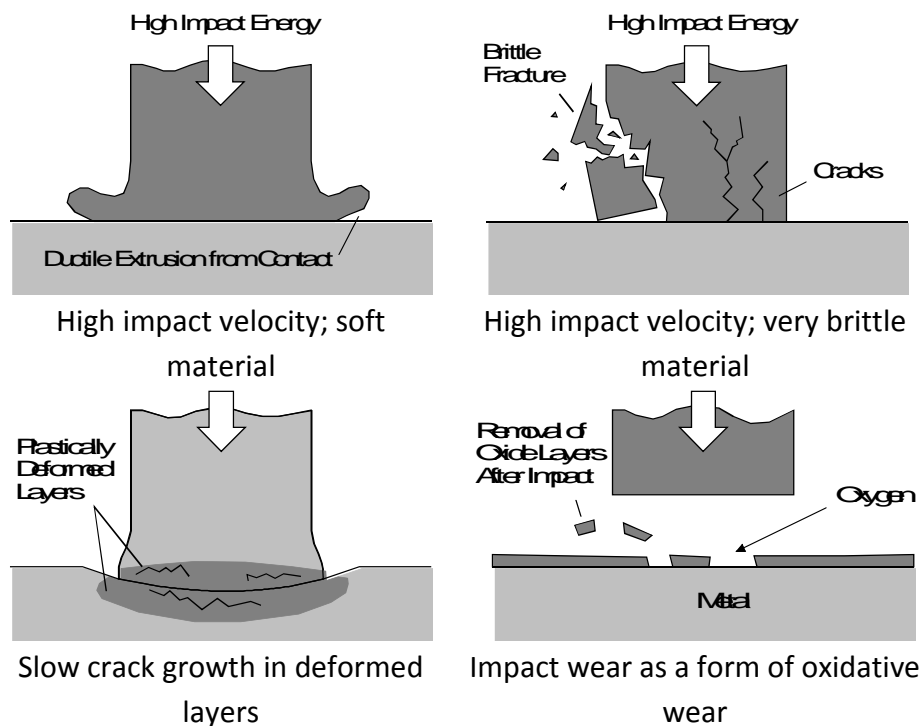 High Impact Energy
Ductile Extrusion from Contact
High impact velocity; soft
material
High Impact Energy
Brittle
Fracture
Cracks
High impact velocity; very brittle
material
Plastically
Deformed
Layers
Slow crack growth in deformed
layers
Removal of
Oxide Layers
After Impact
Oxygen
Metal
Impact wear as a form of oxidative
wear